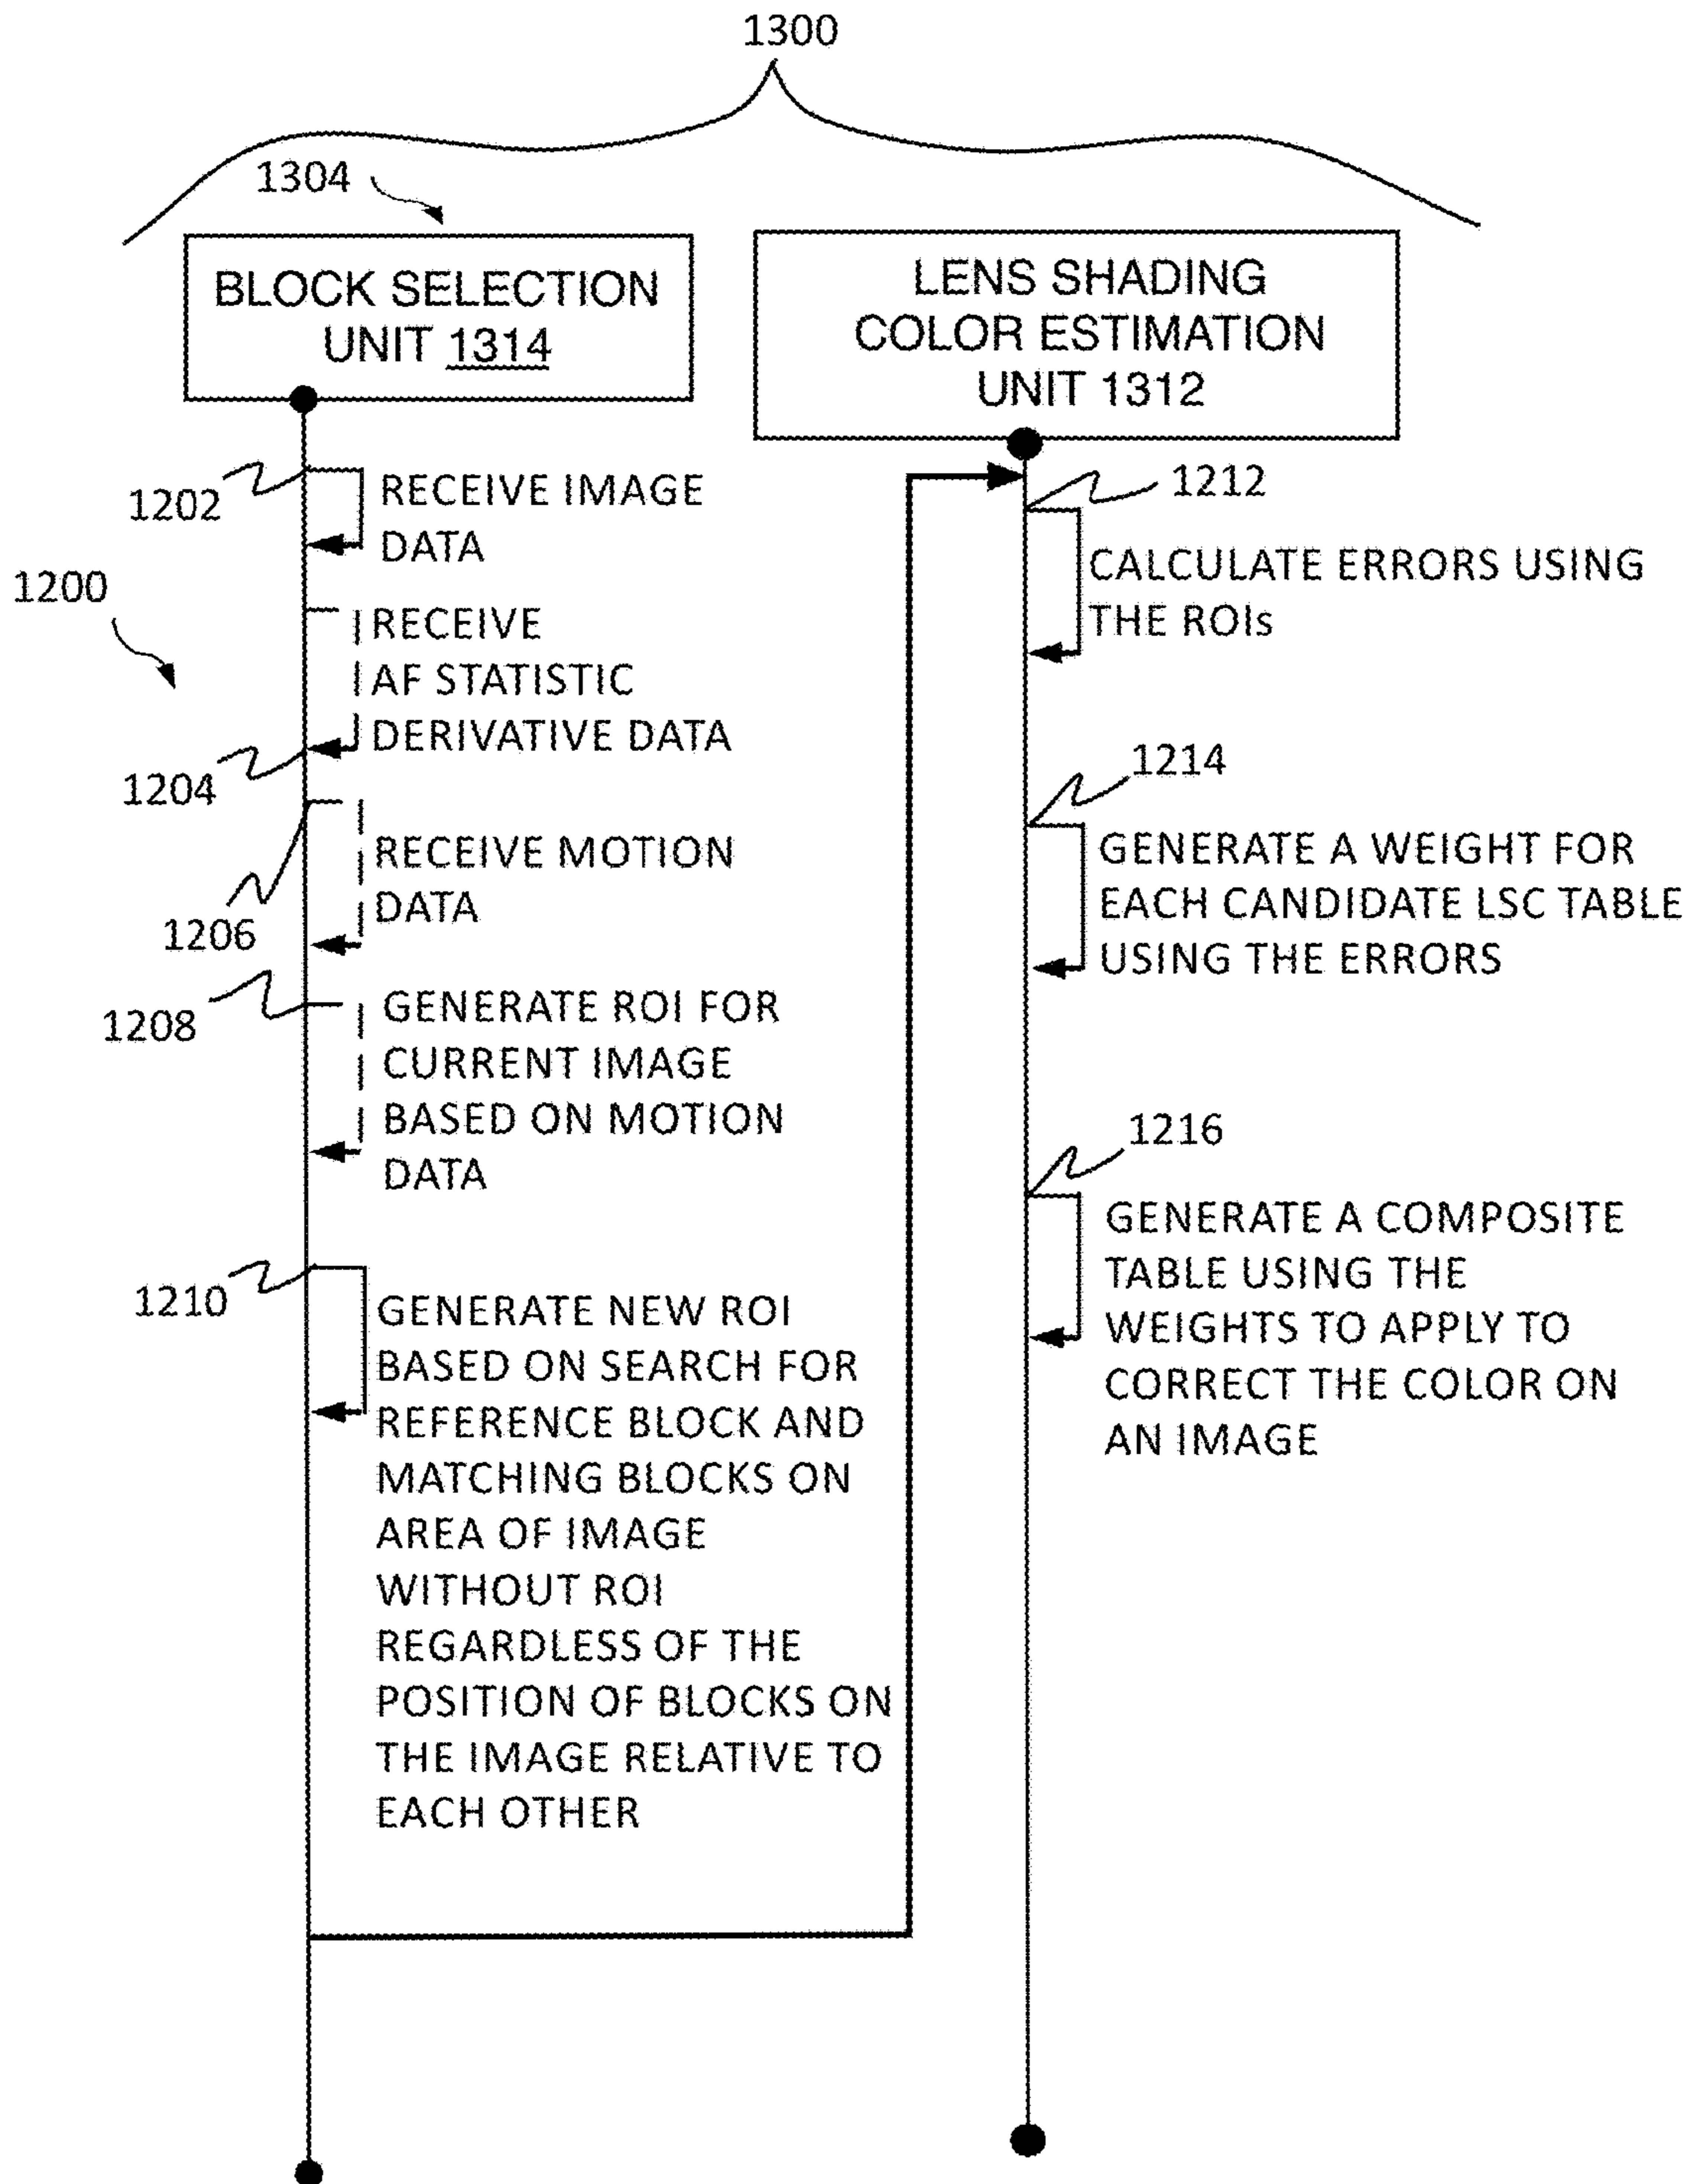 1300
1304
BLOCK SELECTION
UNIT 1314
LENS SHADING
COLOR ESTIMATION
UNIT 1312
1200
1202
RECEIVE IMAGE
DATA
RECEIVE
AF STATISTIC
DERIVATIVE DATA
1204
RECEIVE MOTION
DATA
1206
1208
GENERATE ROI FOR
CURRENT IMAGE
BASED ON MOTION
DATA
1210
GENERATE NEW ROI
BASED ON SEARCH FOR
REFERENCE BLOCK AND
MATCHING BLOCKS ON
AREA OF IMAGE
WITHOUT ROI
REGARDLESS OF THE
POSITION OF BLOCKS ON
THE IMAGE RELATIVE TO
EACH OTHER
1212
CALCULATE ERRORS USING
THE ROIs
1214
GENERATE A WEIGHT FOR
EACH CANDIDATE LSC TABLE
USING THE ERRORS
1216
GENERATE A COMPOSITE
TABLE USING THE
WEIGHTS TO APPLY TO
CORRECT THE COLOR ON
AN IMAGE